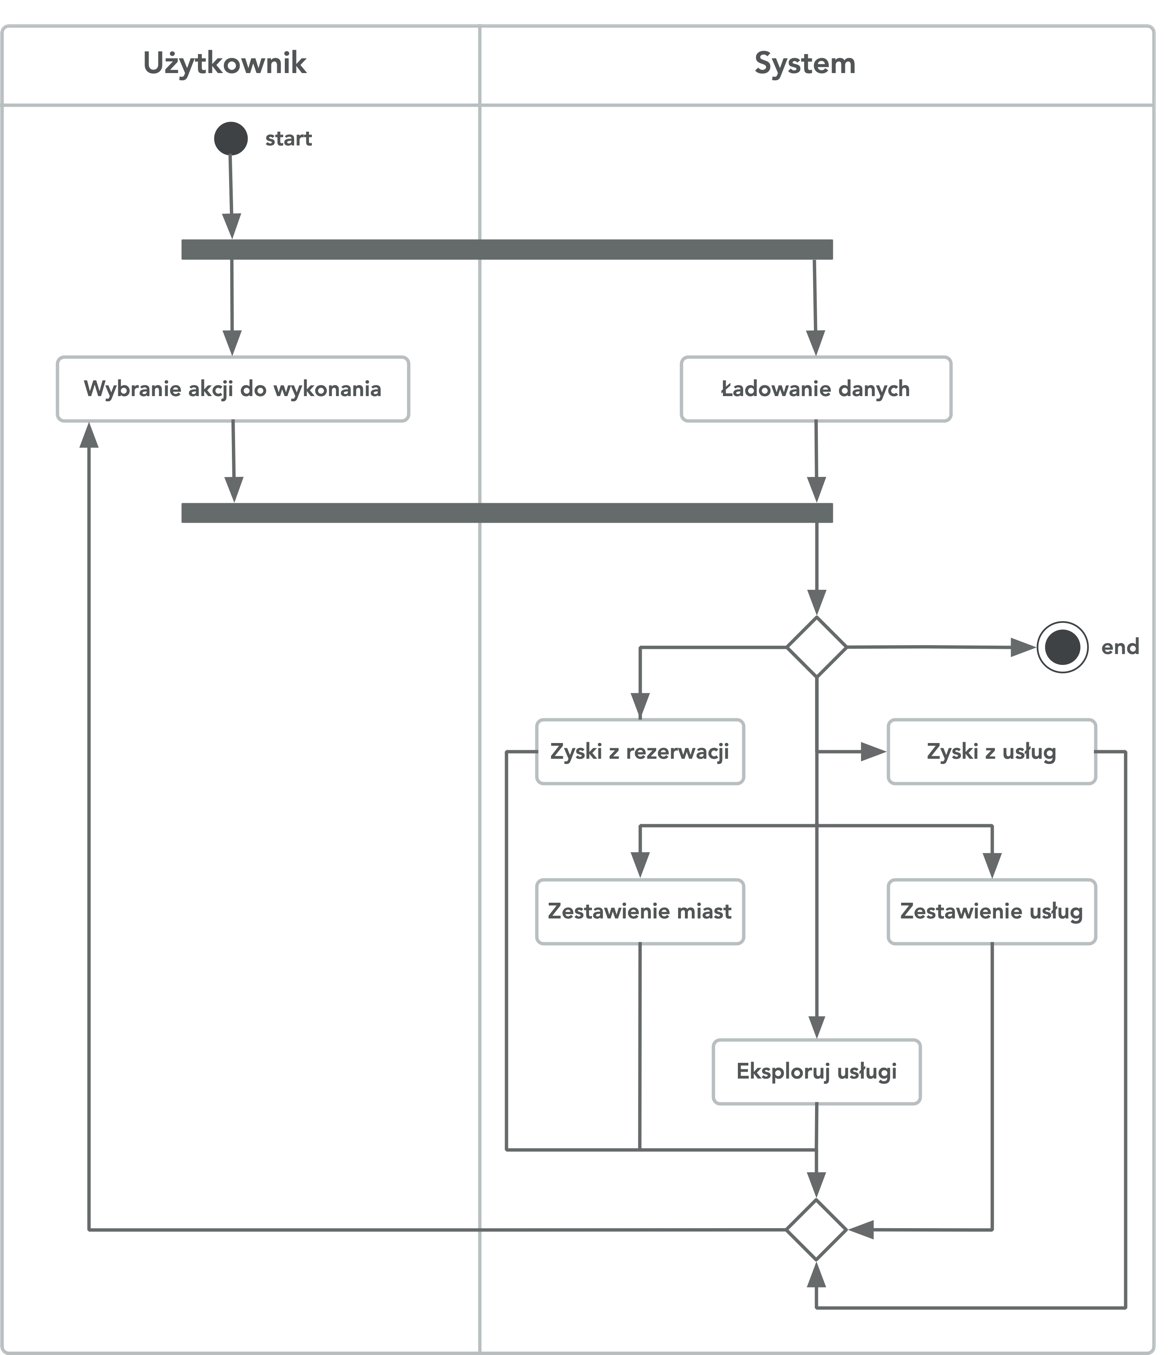 Użytkownik
System
start
Wybranie akcji do wykonania
Ładowanie danych
end
Zyski z rezerwacji
Zyski z usług
Zestawienie miast
Zestawienie usług
Eksploruj usługi